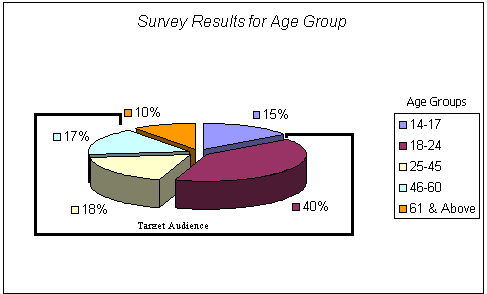 Survey Results for Age Group
10%
15%
17%
18%
40%
Target Audience
Age Groups
14-17
18-24
25-45
46-60
61 & Above